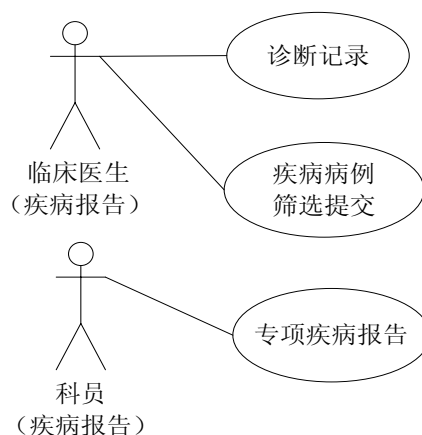 诊断记录
临床医生
（疾病报告）
疾病病例
筛选提交
专项疾病报告
科员
（疾病报告）